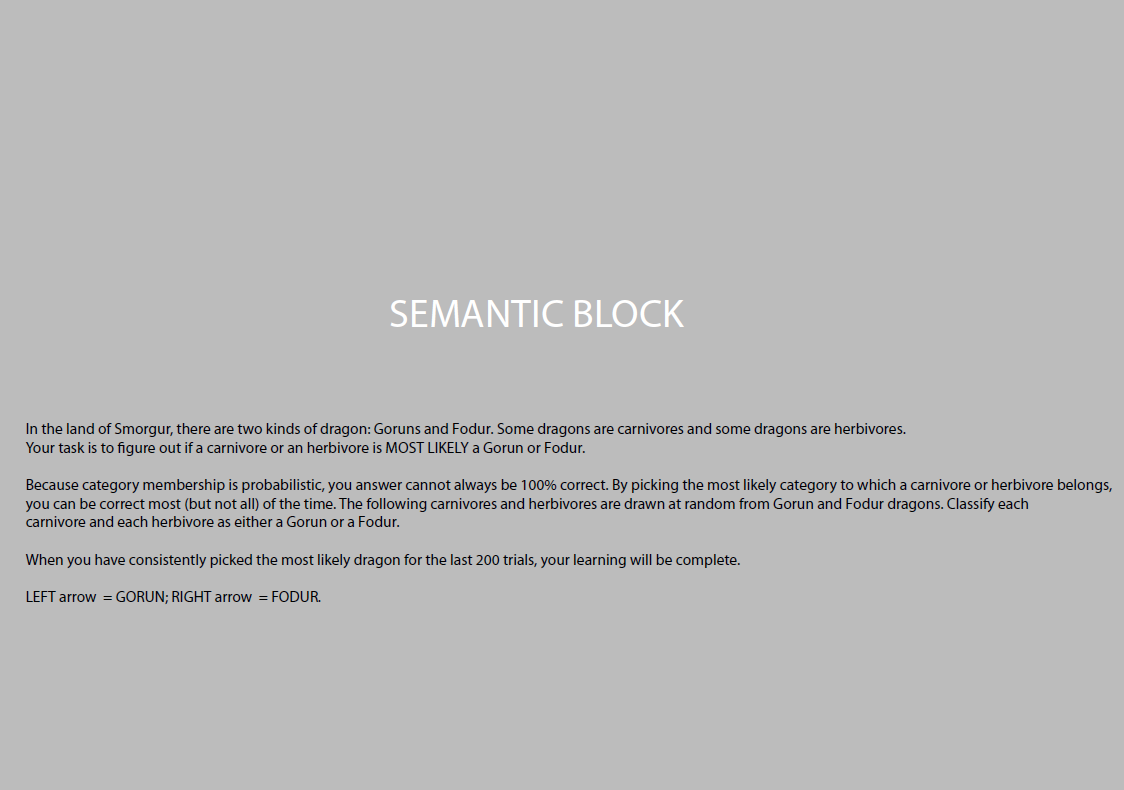 SEMANTIC BLOCK
In the land of Smorgur, there are two kinds of dragon: Goruns and Fodur. Some dragons are carnivores and some dragons are herbivores.
Your task is to figure out if a carnivore or an herbivore is MOST LIKELY a Gorun or Fodur.
Because category membership is probabilistic, you answer cannot always be 100% correct. By picking the most likely category to which a carnivore or herbivore belongs,
you can be correct most (but not all) of the time. The following carnivores and herbivores are drawn at random from Gorun and Fodur dragons. Classify each
carnivore and each herbivore as either a Gorun or a Fodur.
When you have consistently picked the most likely dragon for the last 200 trials, your learning will be complete.
LEFT arrow = GORUN; RIGHT arrow = FODUR.